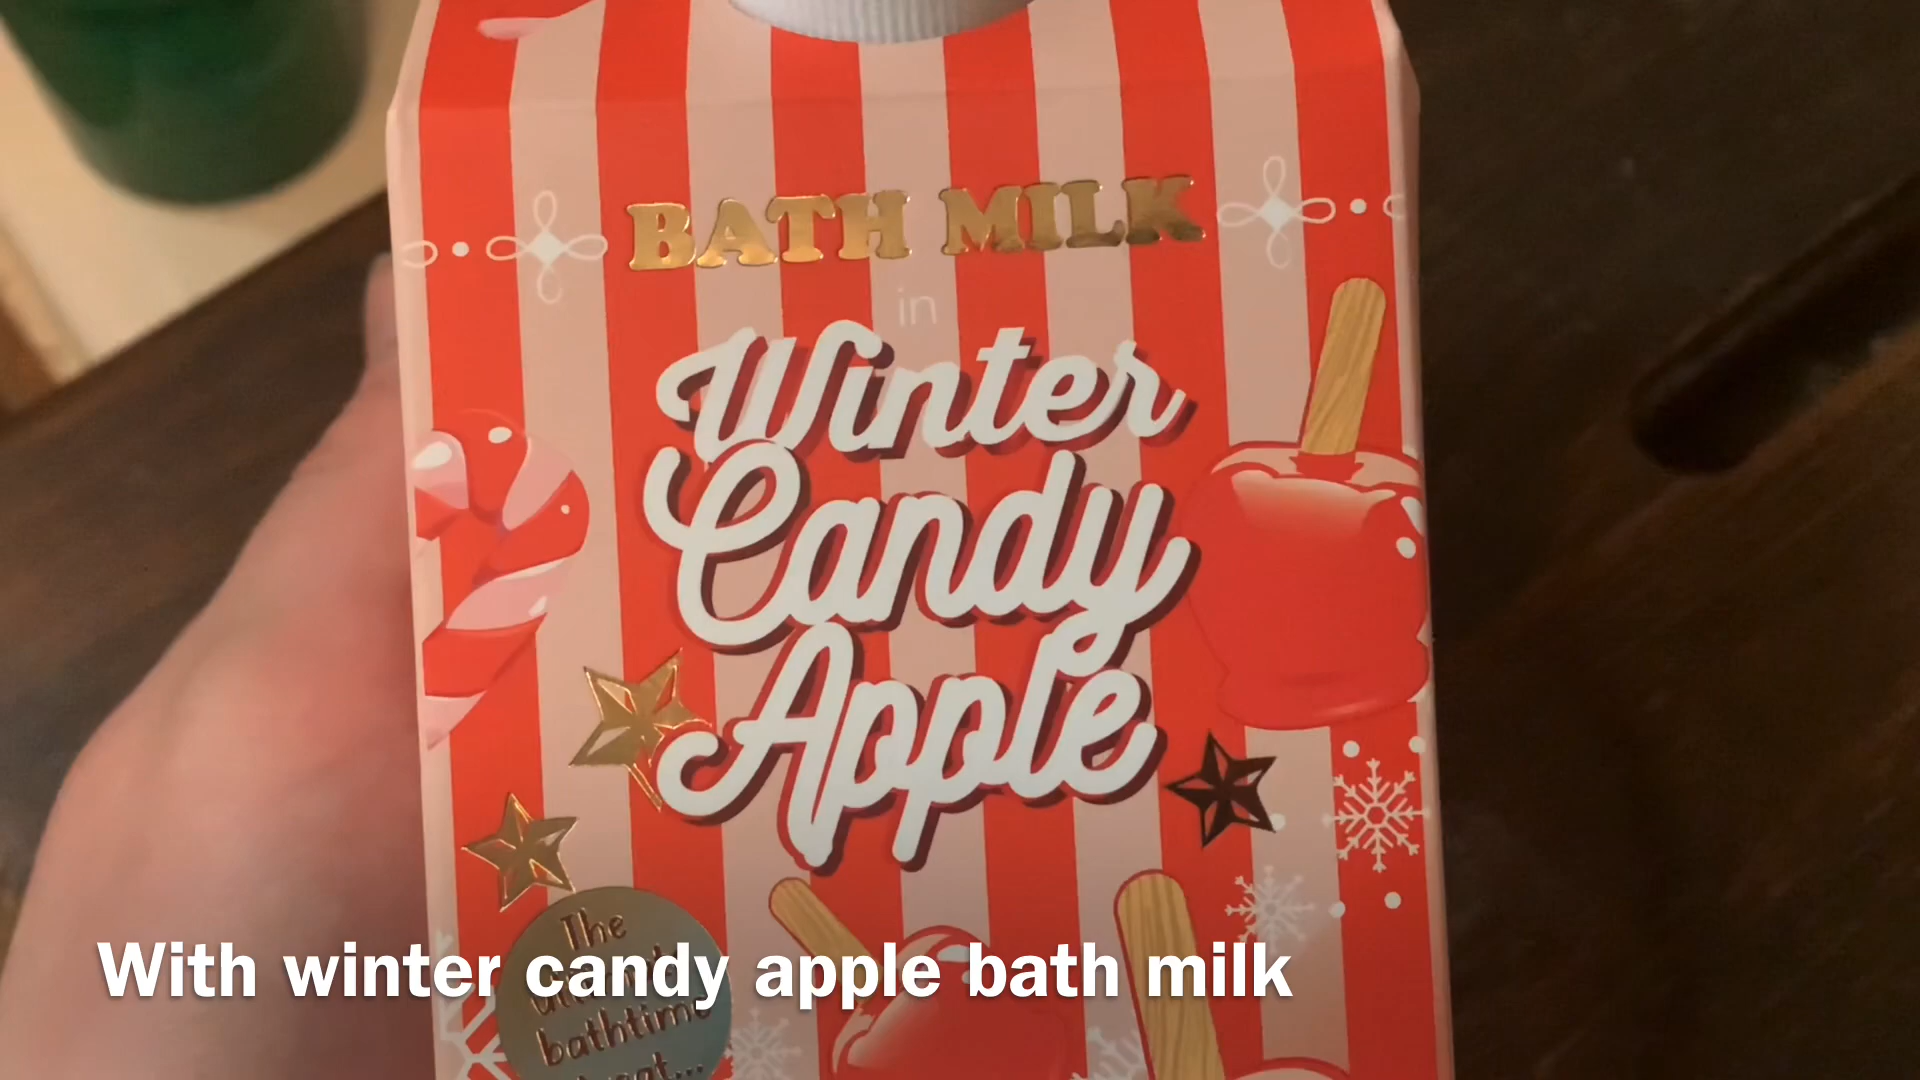 BATH MILK
in
Winter
Candy
Apple
The
bathtime
With winter candy apple bath milk